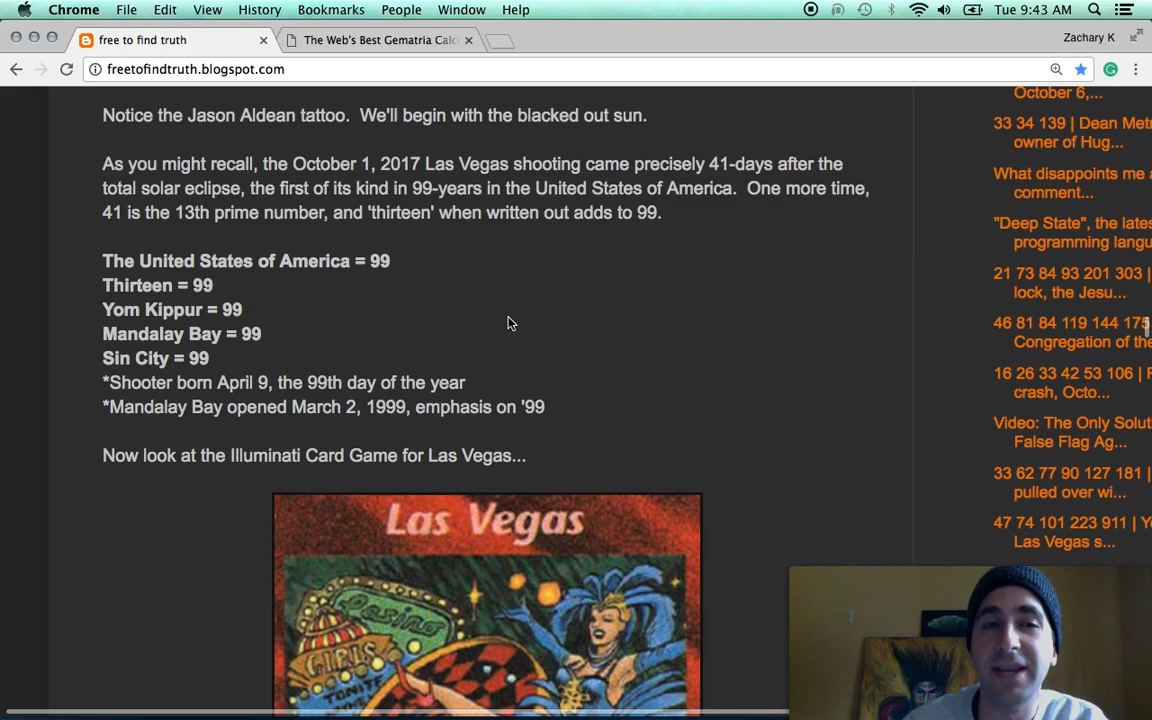 Chrome File Edit View History Bookmarks People Window Help Tue 9:43 AM
free to find truth The Web's Best Gematria Calc Zachary K
freetofindtruth.blogspot.com
Notice the Jason Aldean tattoo. We'll begin with the blacked out sun.
As you might recall, the October 1, 2017 Las Vegas shooting came precisely 41-days after the
total solar eclipse, the first of its kind in 99-years in the United States of America. One more time,
41 is the 13th prime number, and 'thirteen' when written out adds to 99.
The United States of America = 99
Thirteen = 99
Yom Kippur = 99
Mandalay Bay = 99
Sin City = 99
*Shooter born April 9, the 99th day of the year
*Mandalay Bay opened March 2, 1999, emphasis on '99
Now look at the Illuminati Card Game for Las Vegas...
Las Vegas
Casino
GIRLS
TONITE
October 6,...
33 34 139 | Dean Met
owner of Hug...
What disappoints me a
comment...
"Deep State", the lates
programming langu
21 73 84 93 201 303 |
lock, the Jesu...
46 81 84 119 144 175
Congregation of the
16 26 33 42 53 106 | F
crash, Octo...
Video: The Only Solut
False Flag Ag...
33 62 77 90 127 181 |
pulled over wi...
47 74 101 223 911 | Yo
Las Vegas s...